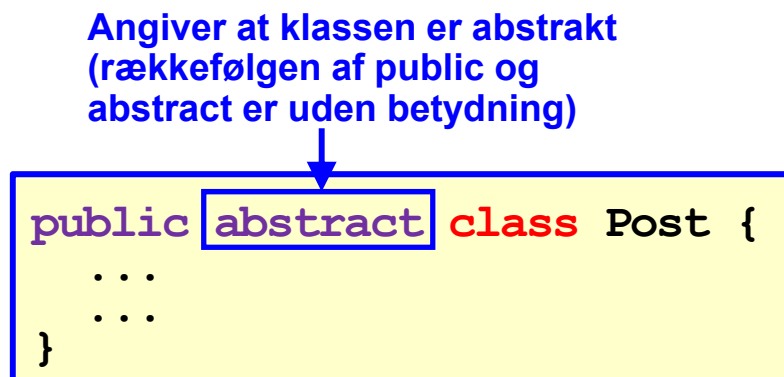 Angiver at klassen er abstrakt
(rækkefølgen af public og
abstract er uden betydning)
public abstract class Post {
...
...
}